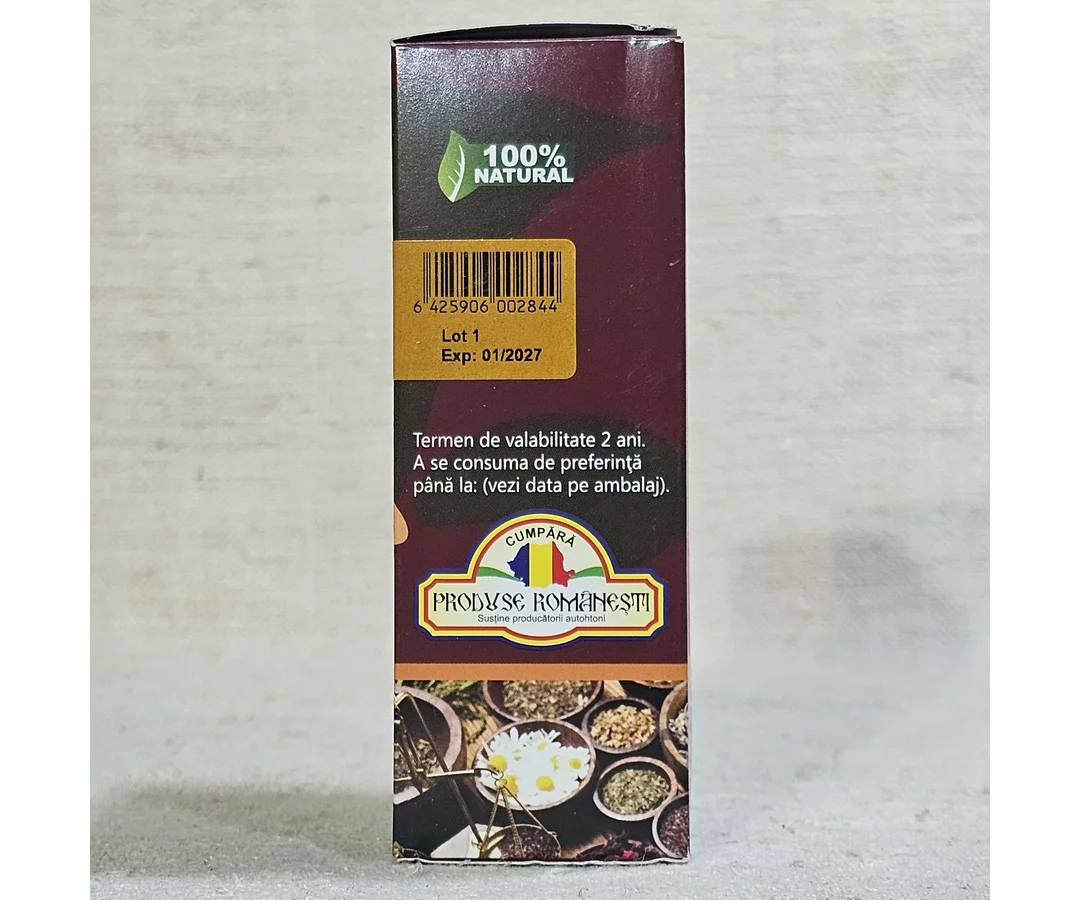 100%
NATURAL
6 425906 002844
Lot 1
Exp: 01/2027
Termen de valabilitate 2 ani.
A se consuma de preferinţă
până la: (vezi data pe ambalaj).
CUMPĂRĂ
PRODUSE ROMÂNEŞTI
Susţine producătorii autohtoni